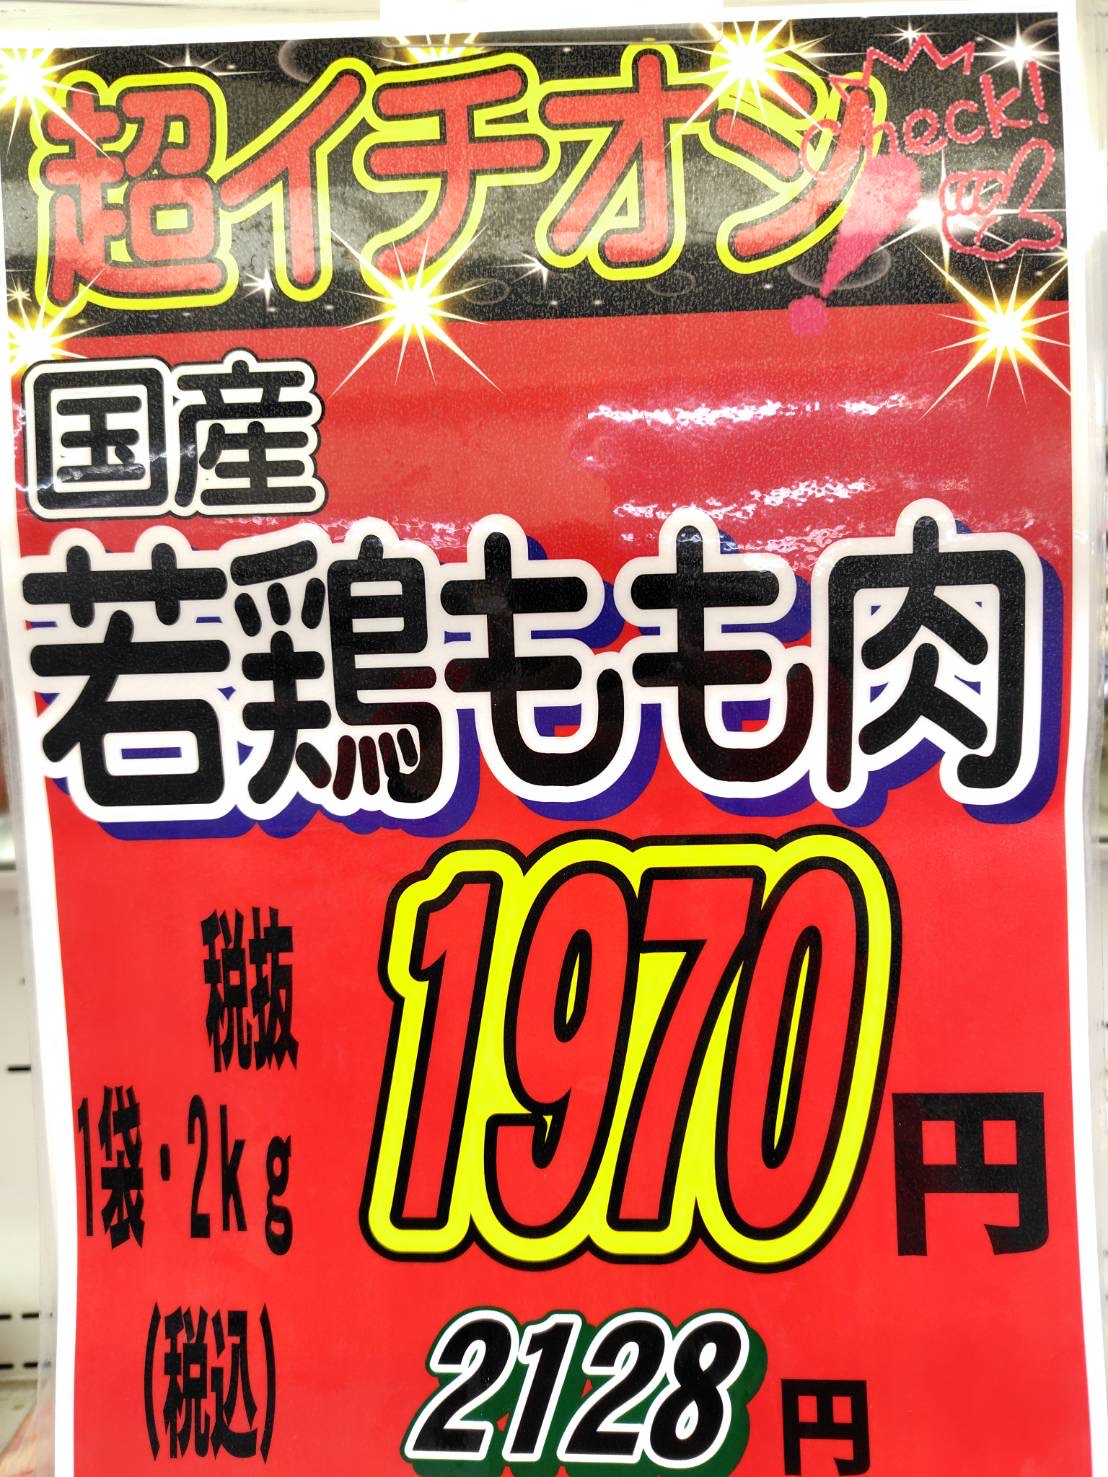 超イチオシ!
Check!
国産
若鶏もも肉
税抜
1970円
1袋・2kg
(税込) 2128円